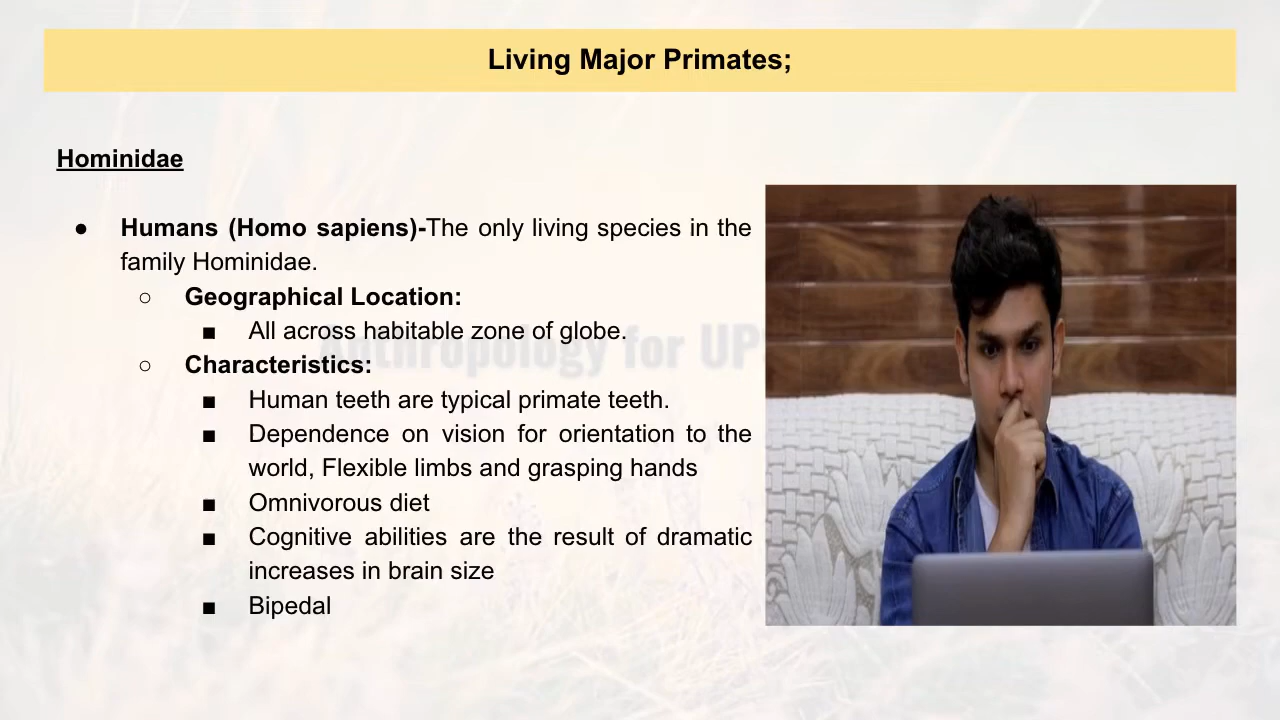 Living Major Primates;
Hominidae
● Humans (Homo sapiens)-The only living species in the
family Hominidae.
○ Geographical Location:
■ All across habitable zone of globe.
○ Characteristics:
■ Human teeth are typical primate teeth.
■ Dependence on vision for orientation to the
world, Flexible limbs and grasping hands
■ Omnivorous diet
■ Cognitive abilities are the result of dramatic
increases in brain size
■ Bipedal
Anthropology for UP